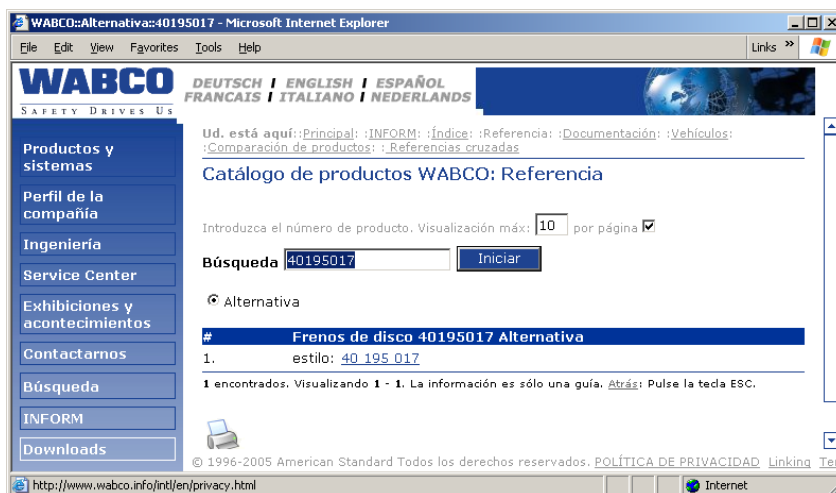 WABCO::Alternativa::40195017 - Microsoft Internet Explorer
File Edit View Favorites Tools Help Links »
WABCO
SAFETY DRIVES US
DEUTSCH I ENGLISH I ESPAÑOL
FRANCAIS I ITALIANO I NEDERLANDS
Productos y
sistemas
Perfil de la
compañía
Ingeniería
Service Center
Exhibiciones y
acontecimientos
Contactarnos
Búsqueda
INFORM
Downloads
Ud. está aquí::Principal: :INFORM: :Índice: :Referencia: :Documentación: :Vehículos:
:Comparación de productos: : Referencias cruzadas
Catálogo de productos WABCO: Referencia
Introduzca el número de producto. Visualización máx: 10 por página
Búsqueda 40195017 Iniciar
Alternativa
# Frenos de disco 40195017 Alternativa
1. estilo: 40 195 017
1 encontrados. Visualizando 1 - 1. La información es sólo una guía. Atrás: Pulse la tecla ESC.
© 1996-2005 American Standard Todos los derechos reservados. POLÍTICA DE PRIVACIDAD Linking
http://www.wabco.info/intl/en/privacy.html Internet